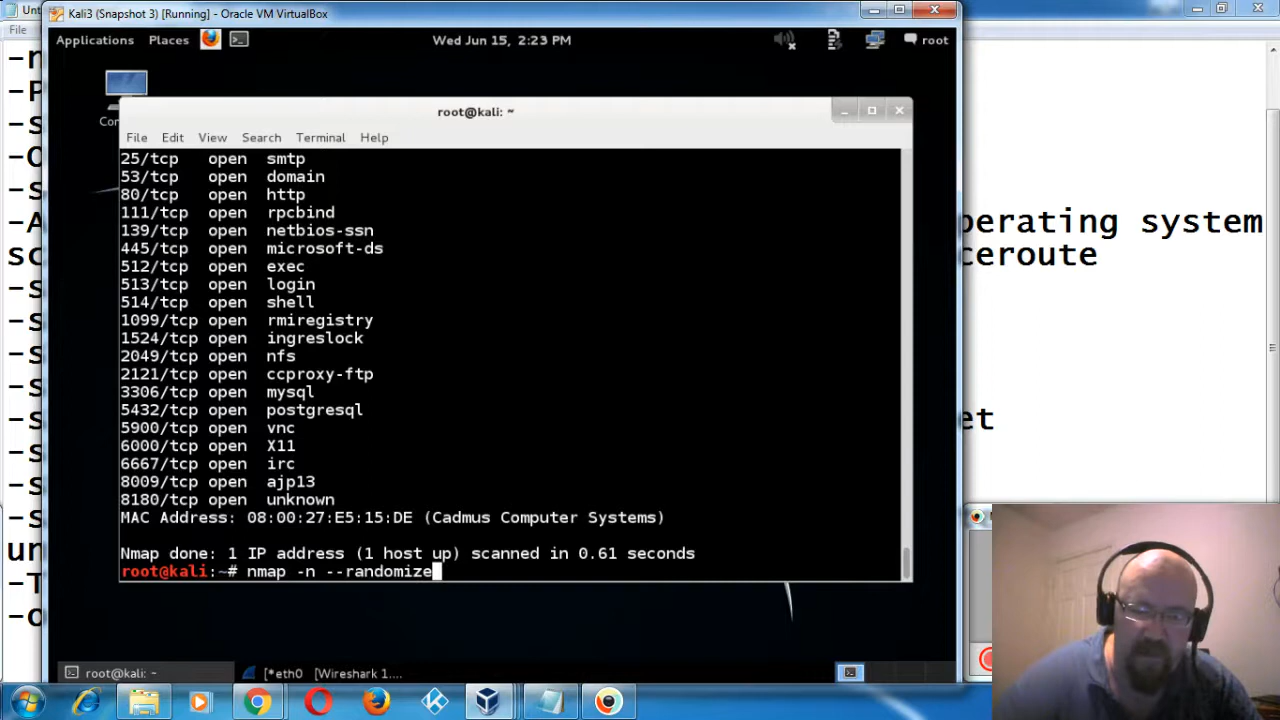 Kali3 (Snapshot 3) [Running] - Oracle VM VirtualBox
Applications Places Wed Jun 15, 2:23 PM root
root@kali: ~
File Edit View Search Terminal Help
25/tcp open smtp
53/tcp open domain
80/tcp open http
111/tcp open rpcbind
139/tcp open netbios-ssn
445/tcp open microsoft-ds
512/tcp open exec
513/tcp open login
514/tcp open shell
1099/tcp open rmiregistry
1524/tcp open ingreslock
2049/tcp open nfs
2121/tcp open ccproxy-ftp
3306/tcp open mysql
5432/tcp open postgresql
5900/tcp open vnc
6000/tcp open X11
6667/tcp open irc
8009/tcp open ajp13
8180/tcp open unknown
MAC Address: 08:00:27:E5:15:DE (Cadmus Computer Systems)
Nmap done: 1 IP address (1 host up) scanned in 0.61 seconds
root@kali:~# nmap -n --randomize
root@kali: ~ [*eth0 [Wireshark 1....
File
-n
-P
-s
-O
-s
-A perating system
sc ceroute
-s
-s
-s
-s
-s et
-s
-s
-s
un
-T
-o